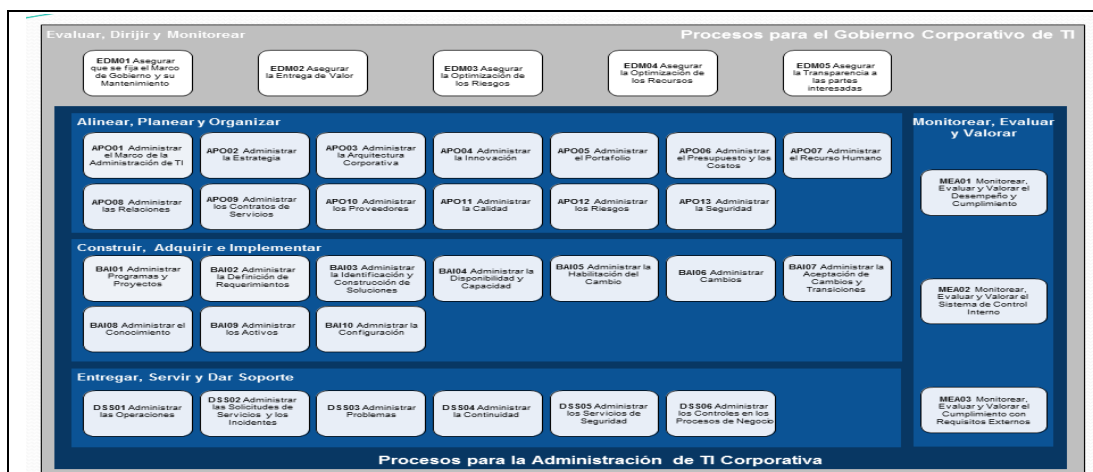 Evaluar, Dirijir y Monitorear
Procesos para el Gobierno Corporativo de TI
EDM01 Asegurar
que se fija el Marco
de Gobierno y su
Mantenimiento
EDM02 Asegurar
la Entrega de Valor
EDM03 Asegurar
la Optimización de
los Riesgos
EDM04 Asegurar
la Optimización de
los Recursos
EDM05 Asegurar
la Transparencia a
las partes
interesadas
Alinear, Planear y Organizar
APO01 Administrar
el Marco de la
Administración de TI
APO02 Administrar
la Estrategia
APO03 Administrar
la Arquitectura
Corporativa
APO04 Administrar
la Innovación
APO05 Administrar
el Portafolio
APO06 Administrar
el Presupuesto y los
Costos
APO07 Administrar
el Recurso Humano
APO08 Administrar
las Relaciones
APO09 Administrar
los Contratos de
Servicios
APO10 Administrar
los Proveedores
APO11 Administrar
la Calidad
APO12 Administrar
los Riesgos
APO13 Administrar
la Seguridad
Construir, Adquirir e Implementar
BAI01 Administrar
Programas y
Proyectos
BAI02 Administrar
la Definición de
Requerimientos
BAI03 Administrar
la Identificación y
Construcción de
Soluciones
BAI04 Administrar la
Disponibilidad y
Capacidad
BAI05 Administrar la
Habilitación del
Cambio
BAI06 Administrar
Cambios
BAI07 Administrar la
Aceptación de
Cambios y
Transiciones
BAI08 Administrar el
Conocimiento
BAI09 Administrar
los Activos
BAI10 Admnistrar la
Configuración
Entregar, Servir y Dar Soporte
DSS01 Administrar
las Operaciones
DSS02 Administrar
las Solicitudes de
Servicios y los
Incidentes
DSS03 Administrar
Problemas
DSS04 Administrar
la Continuidad
DSS05 Administrar
los Servicios de
Seguridad
DSS06 Administrar
los Controles en los
Procesos de Negocio
Monitorear, Evaluar
y Valorar
MEA01 Monitorear,
Evaluar y Valorar el
Desempeño y
Cumplimiento
MEA02 Monitorear,
Evaluar y Valorar el
Sistema de Control
Interno
MEA03 Monitorear,
Evaluar y Valorar el
Cumplimiento con
Requisitos Externos
Procesos para la Administración de TI Corporativa